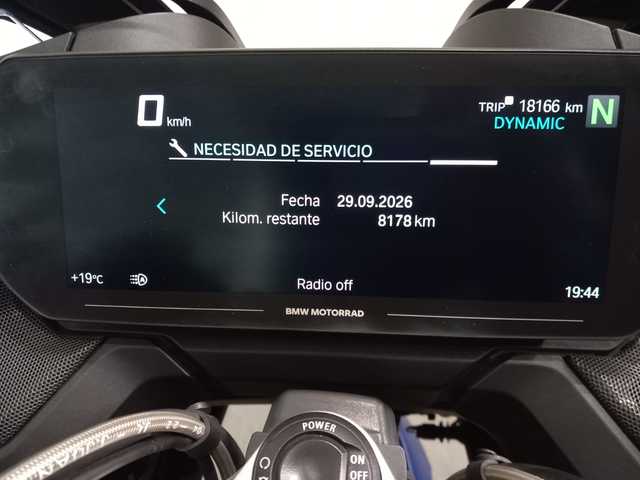 0 km/h
TRIP 18166 km N
DYNAMIC
NECESIDAD DE SERVICIO
Fecha 29.09.2026
Kilom. restante 8178 km
+19°C
Radio off
19:44
BMW MOTORRAD
POWER
ON
OFF